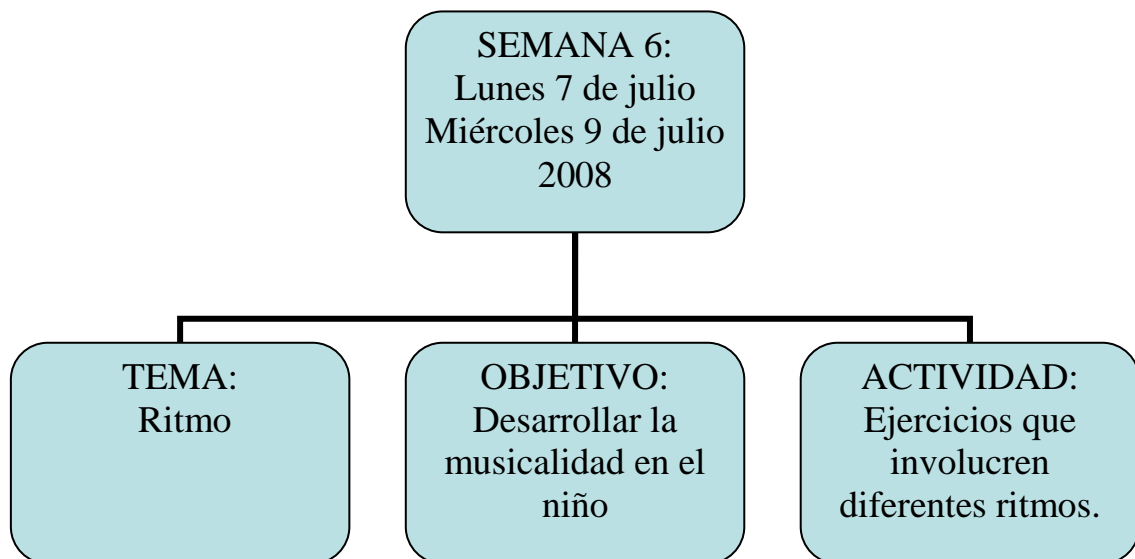 SEMANA 6:
Lunes 7 de julio
Miércoles 9 de julio
2008
TEMA:
Ritmo
OBJETIVO:
Desarrollar la
musicalidad en el
niño
ACTIVIDAD:
Ejercicios que
involucren
diferentes ritmos.